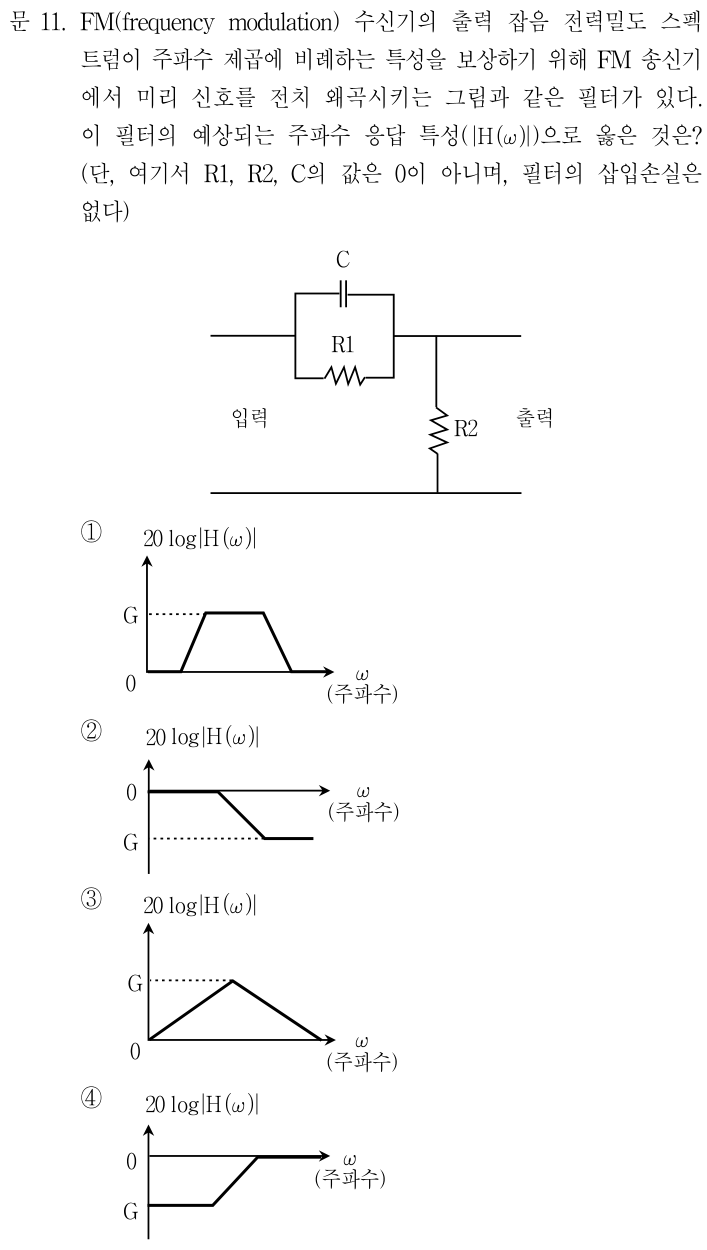 문 11. FM(frequency modulation) 수신기의 출력 잡음 전력밀도 스펙
트럼이 주파수 제곱에 비례하는 특성을 보상하기 위해 FM 송신기
에서 미리 신호를 전치 왜곡시키는 그림과 같은 필터가 있다.
이 필터의 예상되는 주파수 응답 특성(|H(ω)|)으로 옳은 것은?
(단, 여기서 R1, R2, C의 값은 0이 아니며, 필터의 삽입손실은
없다)
C
R1
입력
R2
출력
①
20 log|H(ω)|
G
0
ω
(주파수)
②
20 log|H(ω)|
0
ω
(주파수)
G
③
20 log|H(ω)|
G
0
ω
(주파수)
④
20 log|H(ω)|
0
ω
(주파수)
G